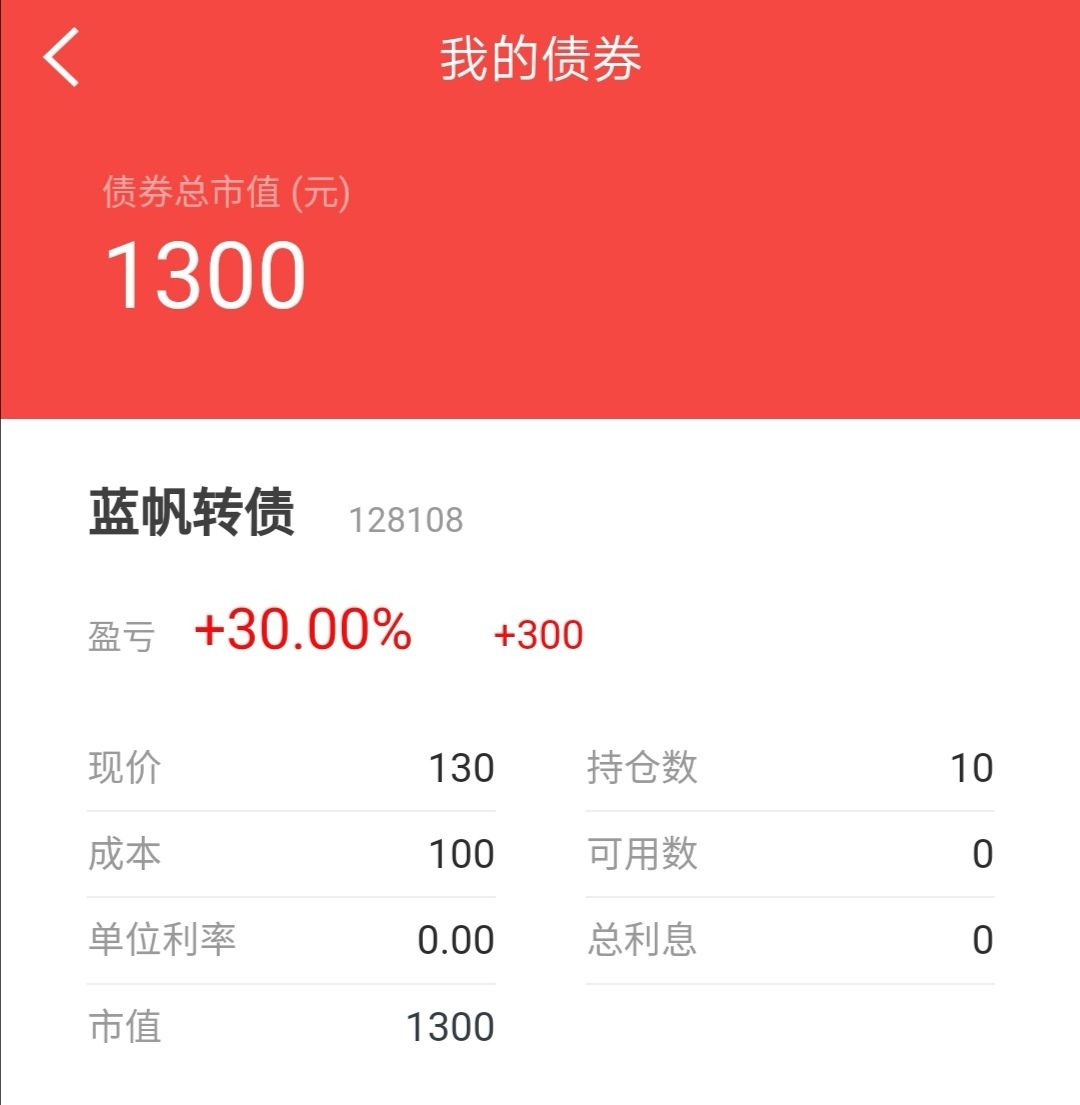 我的债券
债券总市值 (元)
1300
蓝帆转债 128108
盈亏 +30.00% +300
现价 130 持仓数 10
成本 100 可用数 0
单位利率 0.00 总利息 0
市值 1300